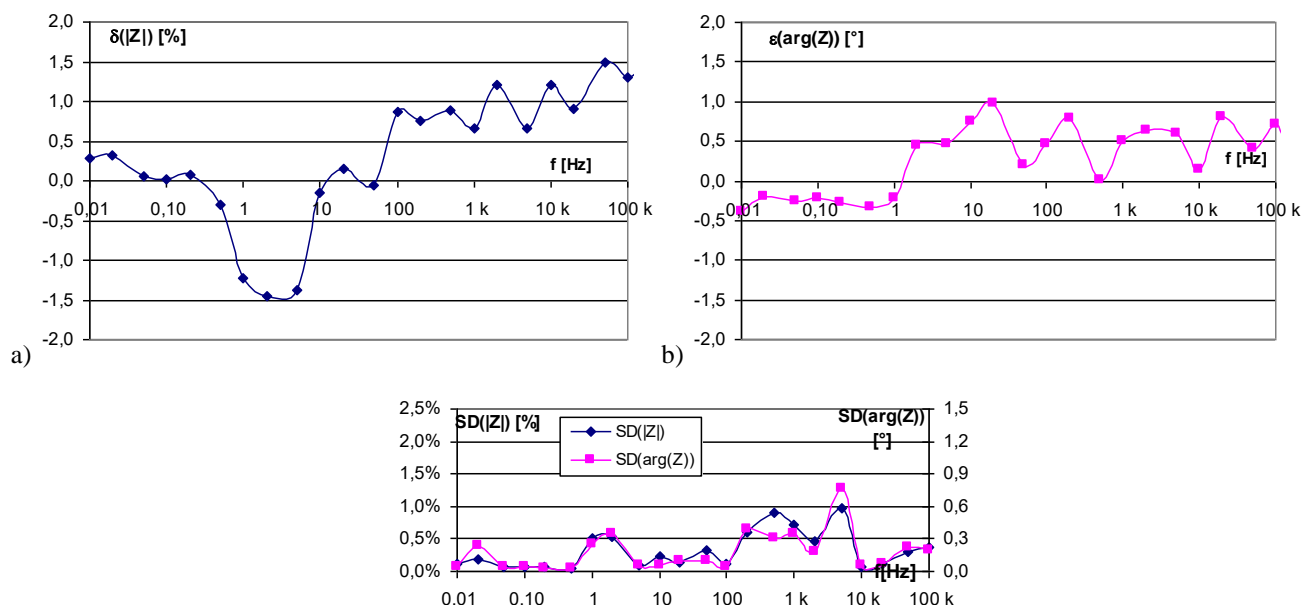 2,0
δ(|Z|) [%]
1,5
1,0
0,5
f [Hz]
0,0
0,01 0,10 1 10 100 1 k 10 k 100 k
-0,5
-1,0
-1,5
-2,0
a)
2,0
ε(arg(Z)) [°]
1,5
1,0
0,5
f [Hz]
0,0
0,01 0,10 1 10 100 1 k 10 k 100 k
-0,5
-1,0
-1,5
-2,0
b)
2,5% SD(|Z|) [%] SD(arg(Z)) 1,5
SD(|Z|) [°]
2,0% 1,2
SD(arg(Z))
1,5% 0,9
1,0% 0,6
0,5% 0,3
0,0% f[Hz] 0,0
0,01 0,10 1 10 100 1 k 10 k 100 k